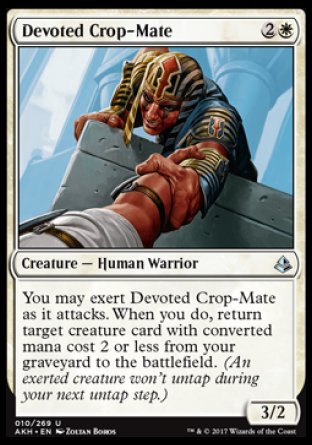 Devoted Crop-Mate 2
Creature — Human Warrior
You may exert Devoted Crop-Mate
as it attacks. When you do, return
target creature card with converted
mana cost 2 or less from your
graveyard to the battlefield. (An
exerted creature won't untap during
your next untap step.)
3/2
010/269 U
AKH • EN Zoltan Boros
™ & © 2017 Wizards of the Coast